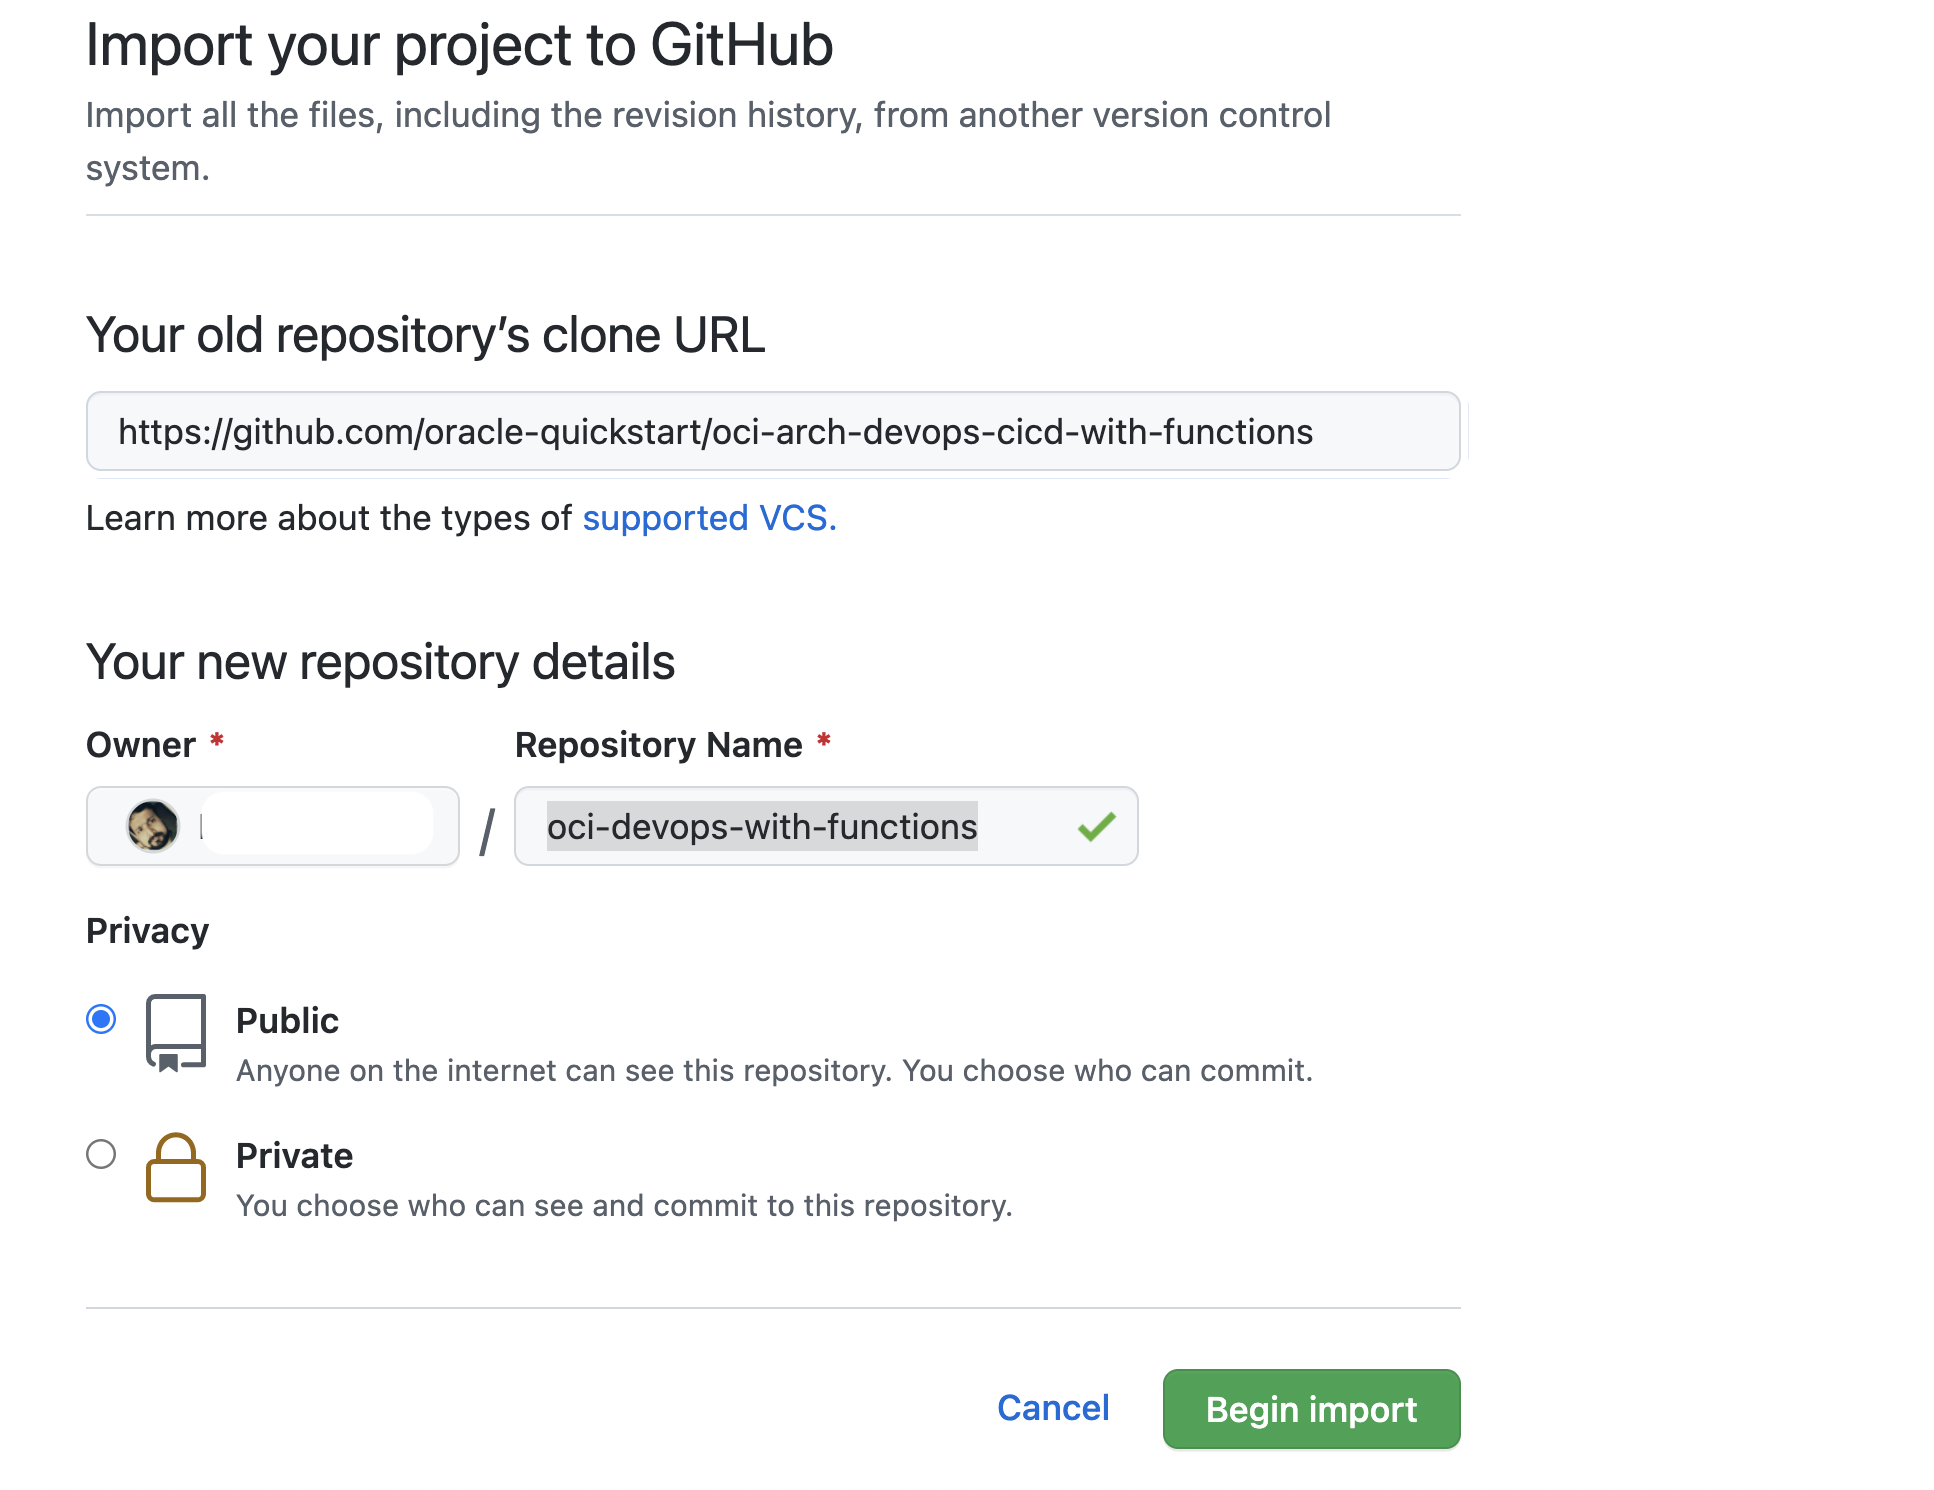 Import your project to GitHub
Import all the files, including the revision history, from another version control
system.
Your old repository’s clone URL
https://github.com/oracle-quickstart/oci-arch-devops-cicd-with-functions
Learn more about the types of supported VCS.
Your new repository details
Owner * Repository Name *
/ oci-devops-with-functions
Privacy
Public
Anyone on the internet can see this repository. You choose who can commit.
Private
You choose who can see and commit to this repository.
Cancel Begin import